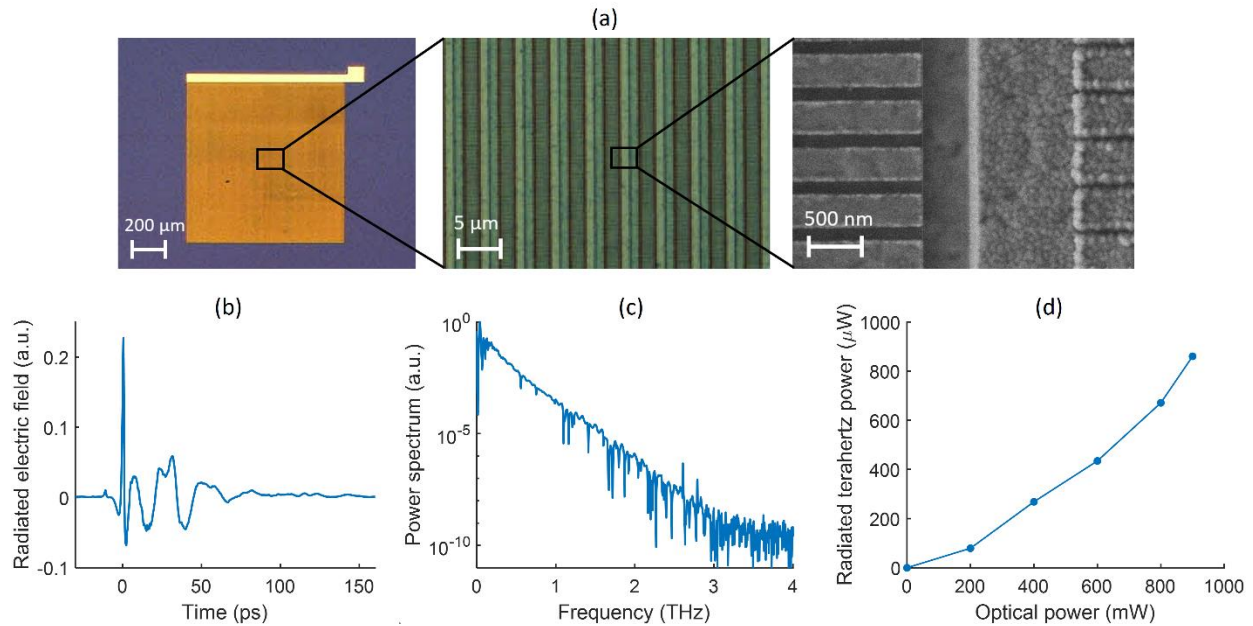 (a)
200 μm
5 μm
500 nm
(b)
Radiated electric field (a.u.)
0.2
0.1
0
-0.1
0
50
100
150
Time (ps)
(c)
Power spectrum (a.u.)
10⁰
10⁻⁵
10⁻¹⁰
0
1
2
3
4
Frequency (THz)
(d)
Radiated terahertz power (μW)
1000
800
600
400
200
0
0
200
400
600
800
1000
Optical power (mW)